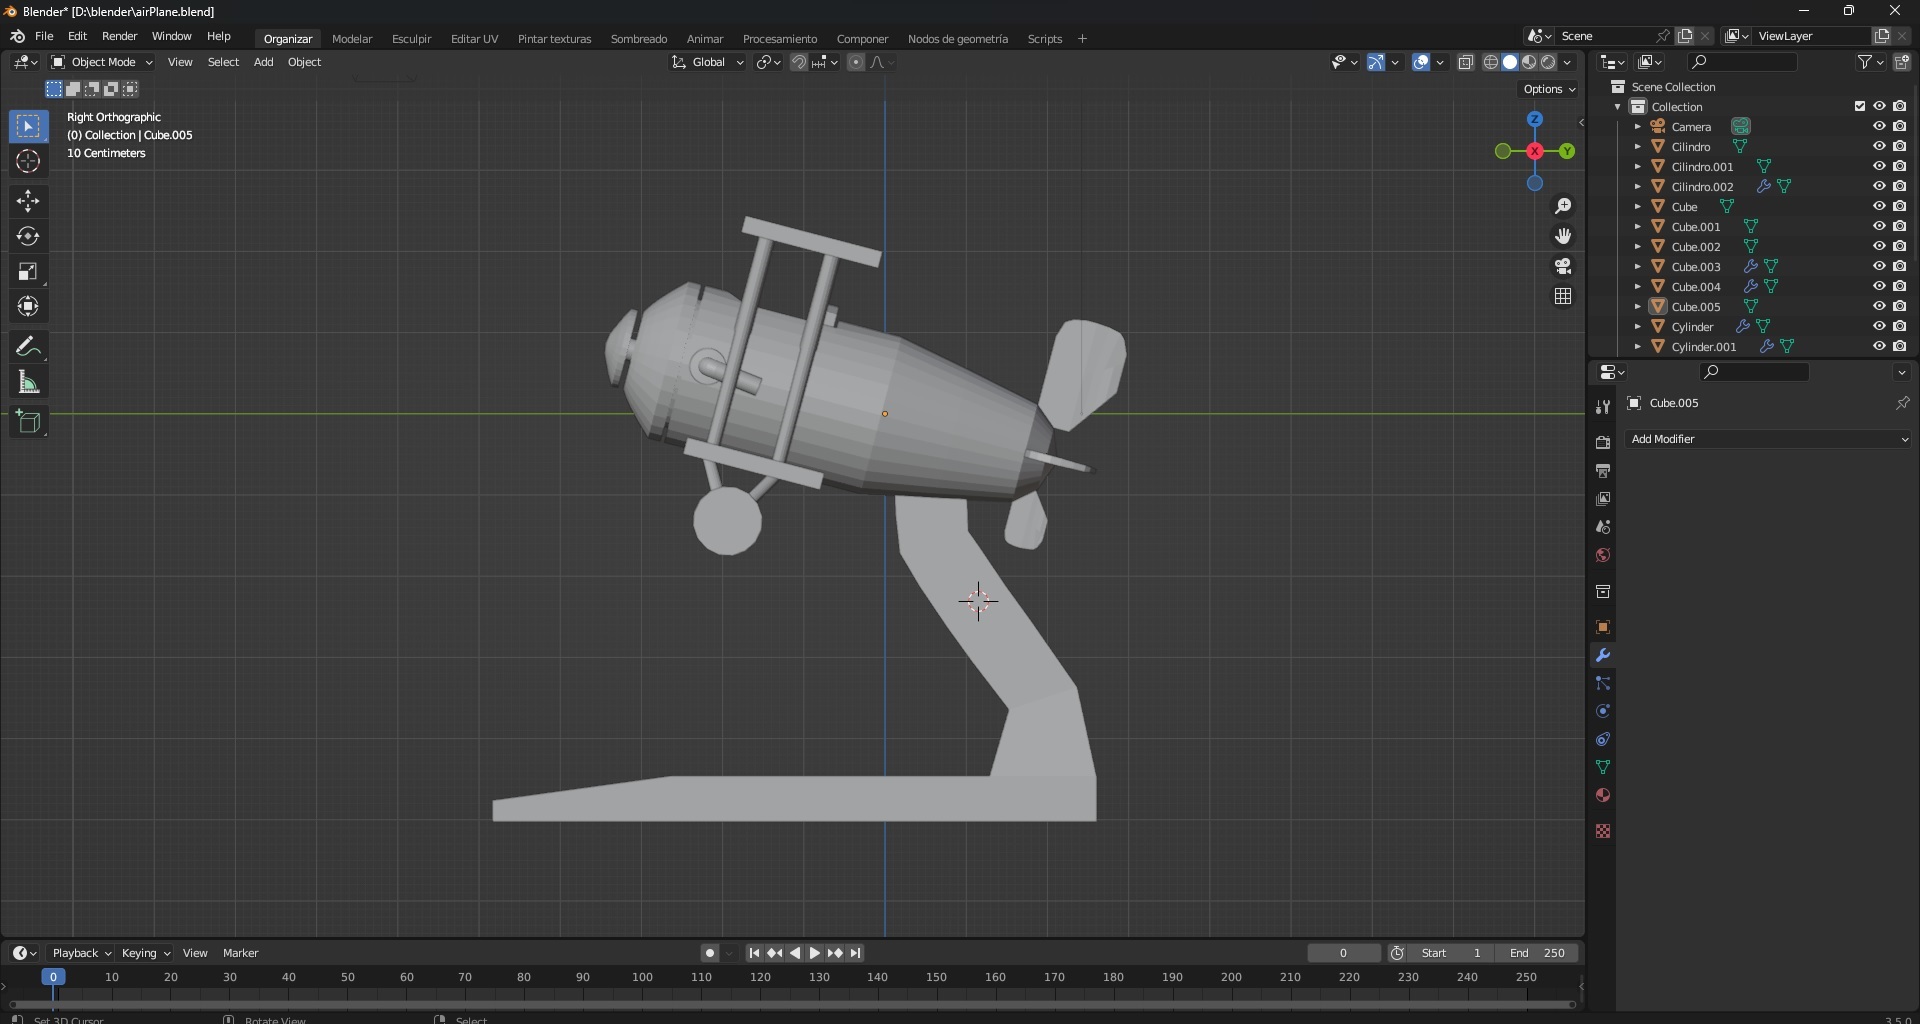 Blender* [D:\blender\airPlane.blend]
File Edit Render Window Help Organizar Modelar Esculpir Editar UV Pintar texturas Sombreado Animar Procesamiento Componer Nodos de geometría Scripts + Scene ViewLayer
Object Mode View Select Add Object Global
Options
Right Orthographic
(0) Collection | Cube.005
10 Centimeters
Z
X
Y
Scene Collection
Collection
Camera
Cilindro
Cilindro.001
Cilindro.002
Cube
Cube.001
Cube.002
Cube.003
Cube.004
Cube.005
Cylinder
Cylinder.001
Cube.005
Add Modifier
Playback Keying View Marker 0 Start 1 End 250
0 10 20 30 40 50 60 70 80 90 100 110 120 130 140 150 160 170 180 190 200 210 220 230 240 250
Set 3D Cursor Rotate View Select 3.5.0